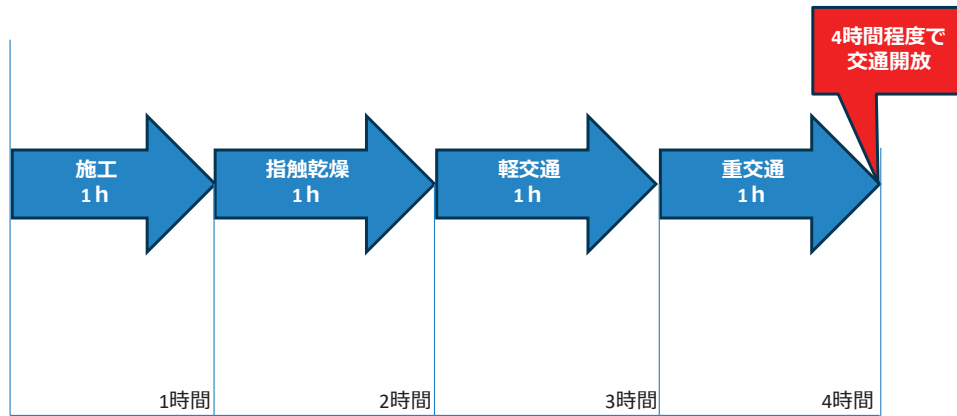 4時間程度で
交通開放
施工
1h
指触乾燥
1h
軽交通
1h
重交通
1h
1時間
2時間
3時間
4時間